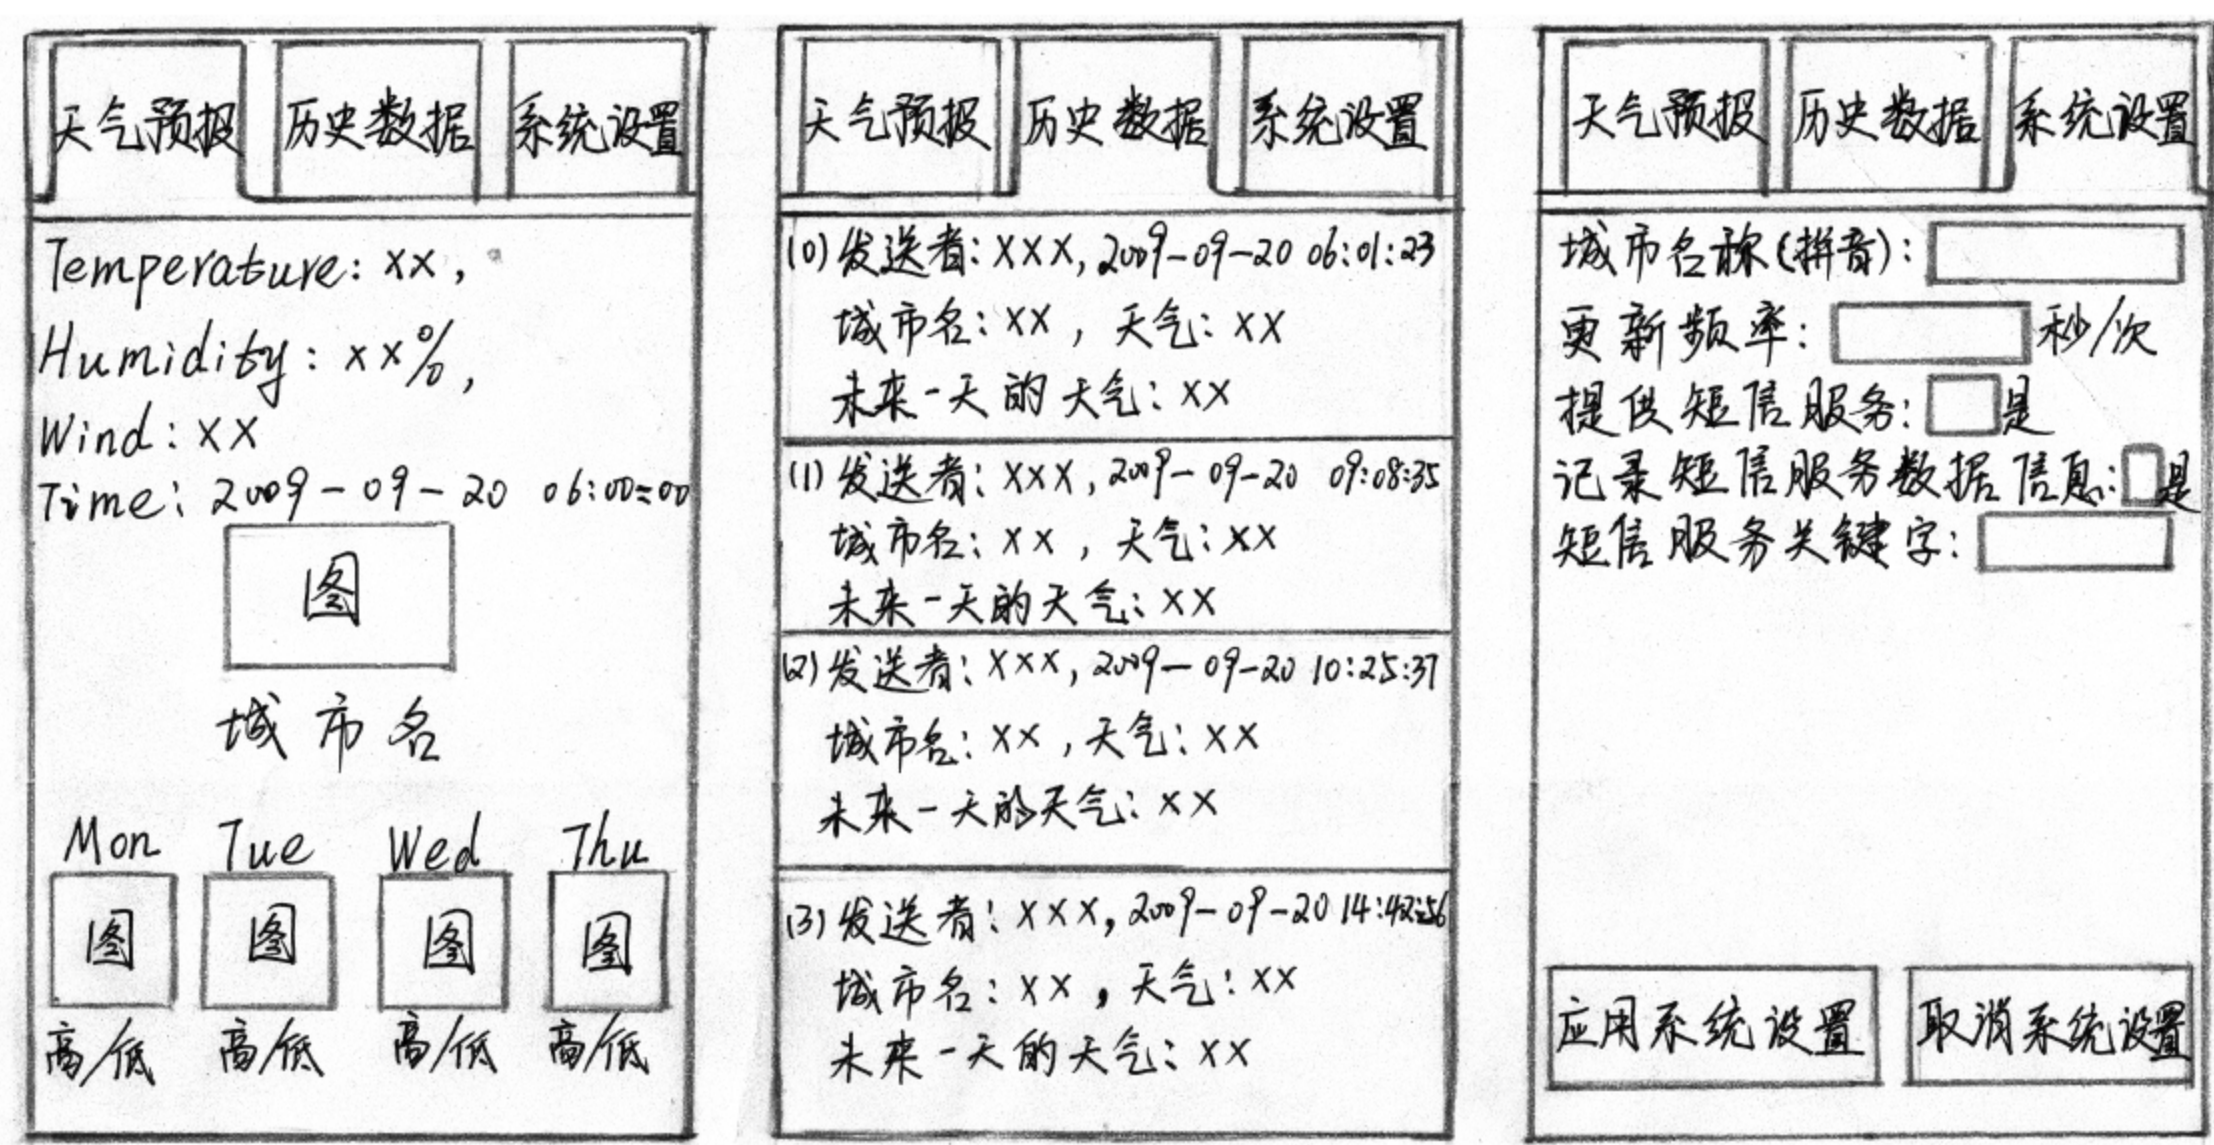 天气预报 历史数据 系统设置
Temperature: xx,
Humidity: xx%,
Wind: xx
Time: 2009-09-20 06:00:00
图
城市名
Mon Tue Wed Thu
图 图 图 图
高/低 高/低 高/低 高/低
天气预报 历史数据 系统设置
(0) 发送者: xxx, 2009-09-20 06:01:23
城市名: xx, 天气: xx
未来一天的天气: xx
(1) 发送者: xxx, 2009-09-20 09:08:35
城市名: xx, 天气: xx
未来一天的天气: xx
(2) 发送者: xxx, 2009-09-20 10:25:37
城市名: xx, 天气: xx
未来一天的天气: xx
(3) 发送者: xxx, 2009-09-20 14:42:56
城市名: xx, 天气: xx
未来一天的天气: xx
天气预报 历史数据 系统设置
城市名称(拼音):
更新频率: 秒/次
提供短信服务: 是
记录短信服务数据信息: 是
短信服务关键字:
应用系统设置 取消系统设置